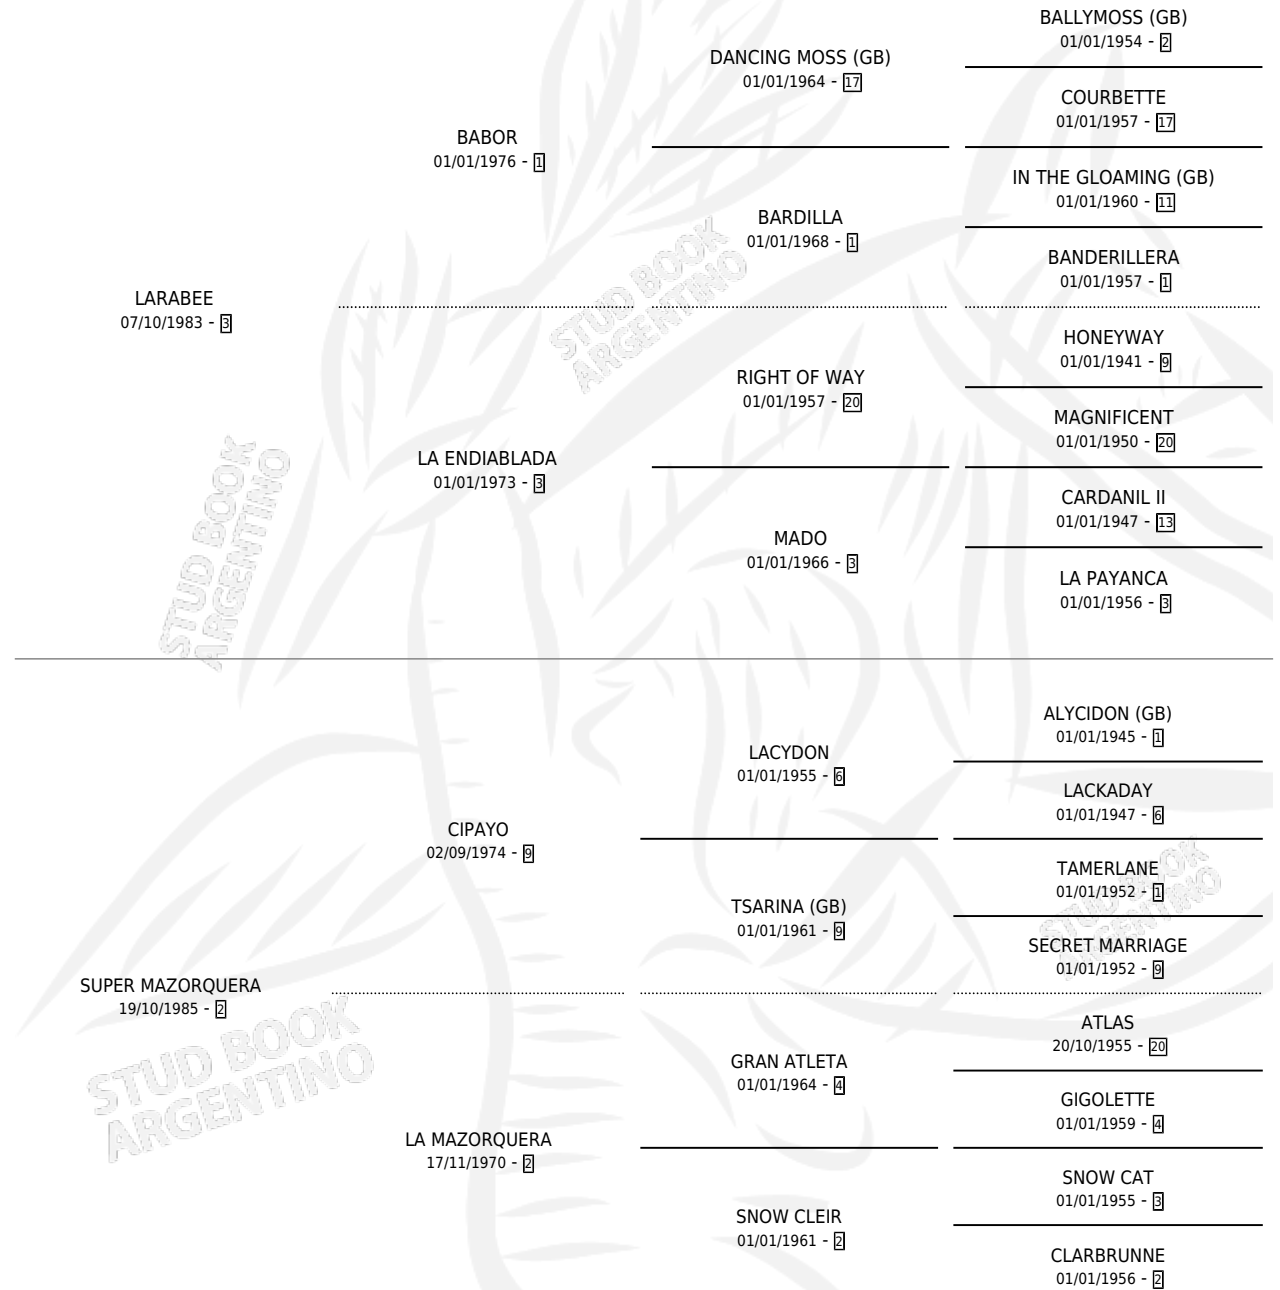 BALLYMOSS (GB)
01/01/1954 - 2
DANCING MOSS (GB)
01/01/1964 - 17
COURBETTE
01/01/1957 - 17
BABOR
01/01/1976 - 1
IN THE GLOAMING (GB)
01/01/1960 - 11
BARDILLA
01/01/1968 - 1
BANDERILLERA
01/01/1957 - 1
LARABEE
07/10/1983 - 3
HONEYWAY
01/01/1941 - 9
RIGHT OF WAY
01/01/1957 - 20
MAGNIFICENT
01/01/1950 - 20
LA ENDIABLADA
01/01/1973 - 3
CARDANIL II
01/01/1947 - 13
MADO
01/01/1966 - 3
LA PAYANCA
01/01/1956 - 3
ALYCIDON (GB)
01/01/1945 - 1
LACYDON
01/01/1955 - 6
LACKADAY
01/01/1947 - 6
CIPAYO
02/09/1974 - 9
TAMERLANE
01/01/1952 - 1
TSARINA (GB)
01/01/1961 - 9
SECRET MARRIAGE
01/01/1952 - 9
SUPER MAZORQUERA
19/10/1985 - 2
ATLAS
20/10/1955 - 20
GRAN ATLETA
01/01/1964 - 4
GIGOLETTE
01/01/1959 - 4
LA MAZORQUERA
17/11/1970 - 2
SNOW CAT
01/01/1955 - 3
SNOW CLEIR
01/01/1961 - 2
CLARBRUNNE
01/01/1956 - 2
STUD BOOK
ARGENTINO
STUD BOOK
ARGENTINO
STUD BOOK
ARGENTINO
STUD BOOK
ARGENTINO